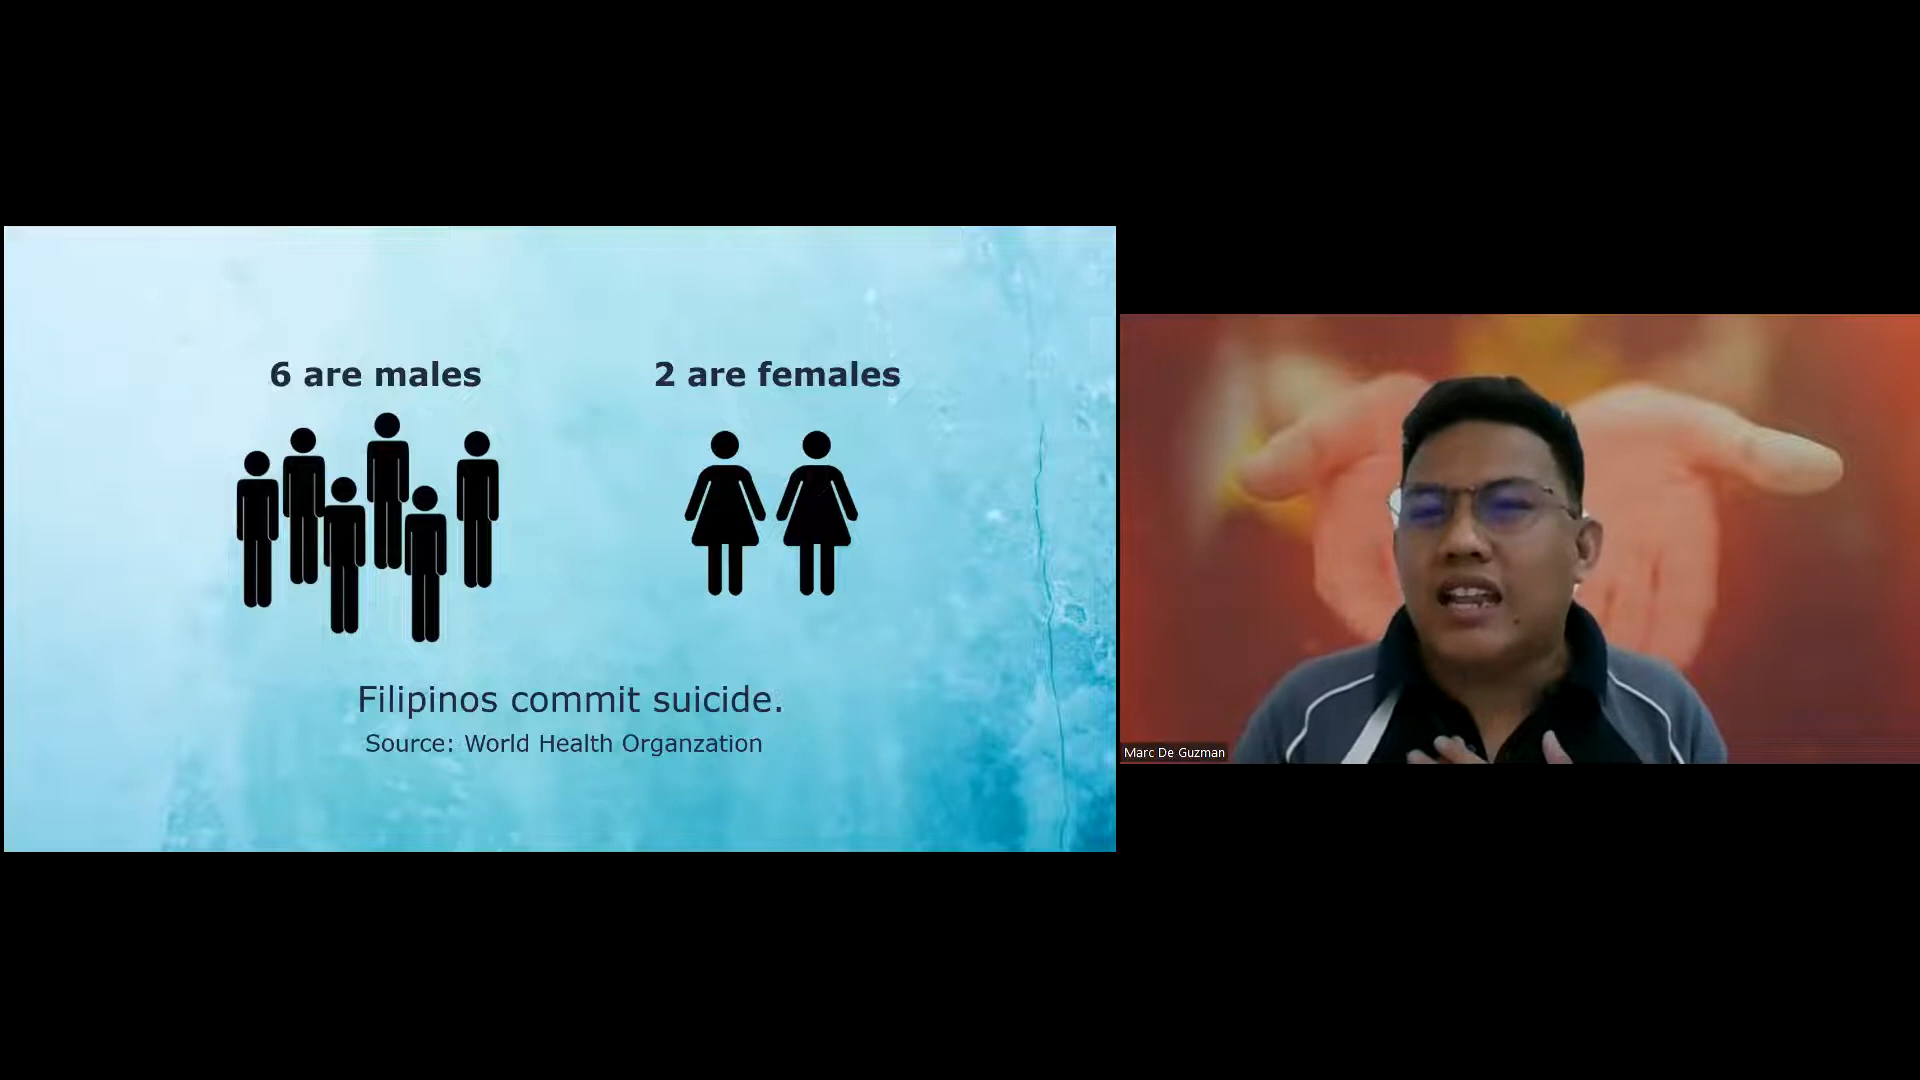 6 are males
2 are females
Filipinos commit suicide.
Source: World Health Organzation
Marc De Guzman